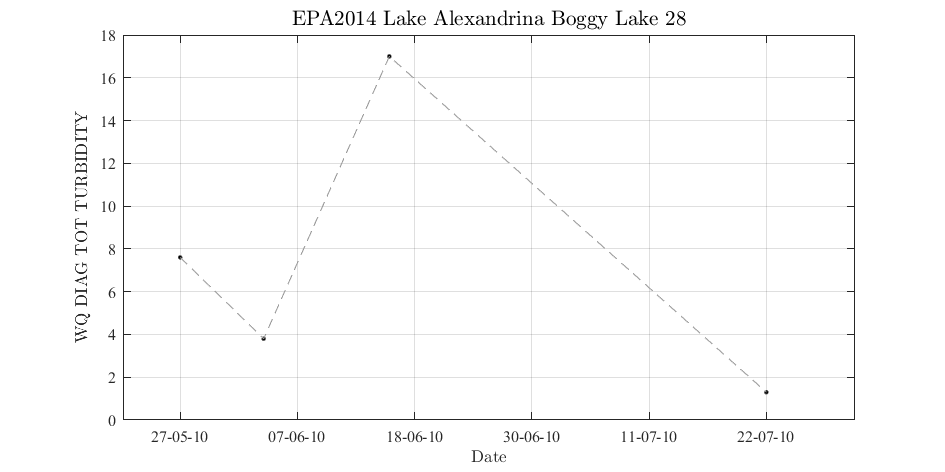 EPA2014 Lake Alexandrina Boggy Lake 28
18
16
14
12
10
8
6
4
2
0
WQ DIAG TOT TURBIDITY
27-05-10 07-06-10 18-06-10 30-06-10 11-07-10 22-07-10
Date